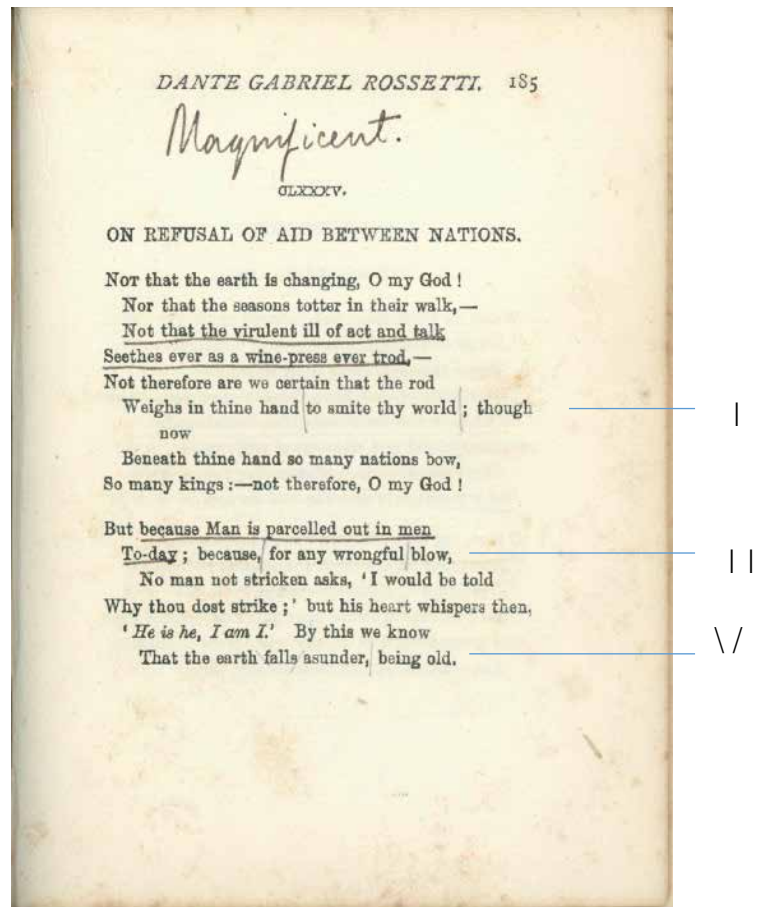 DANTE GABRIEL ROSSETTI. 185
Magnificent.
CLXXXV.
ON REFUSAL OF AID BETWEEN NATIONS.
NOT that the earth is changing, O my God !
Nor that the seasons totter in their walk,—
Not that the virulent ill of act and talk
Seethes ever as a wine-press ever trod,—
Not therefore are we certain that the rod
Weighs in thine hand | to smite thy world | ; though |
now
Beneath thine hand so many nations bow,
So many kings :—not therefore, O my God !
But because Man is parcelled out in men
To-day ; because, | for any wrongful | blow, | |
No man not stricken asks, ‘ I would be told
Why thou dost strike ; ’ but his heart whispers then,
‘ He is he, I am I.’ By this we know
That the earth falls asunder, | being old. \ /